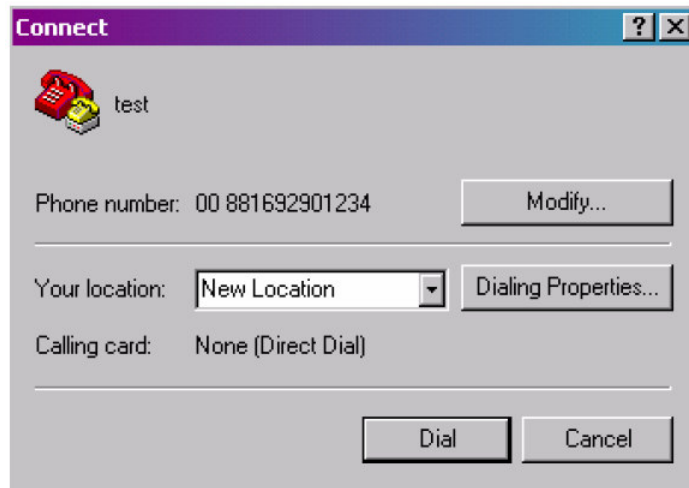 Connect
test
Phone number: 00 881692901234 Modify...
Your location: New Location Dialing Properties...
Calling card: None (Direct Dial)
Dial Cancel